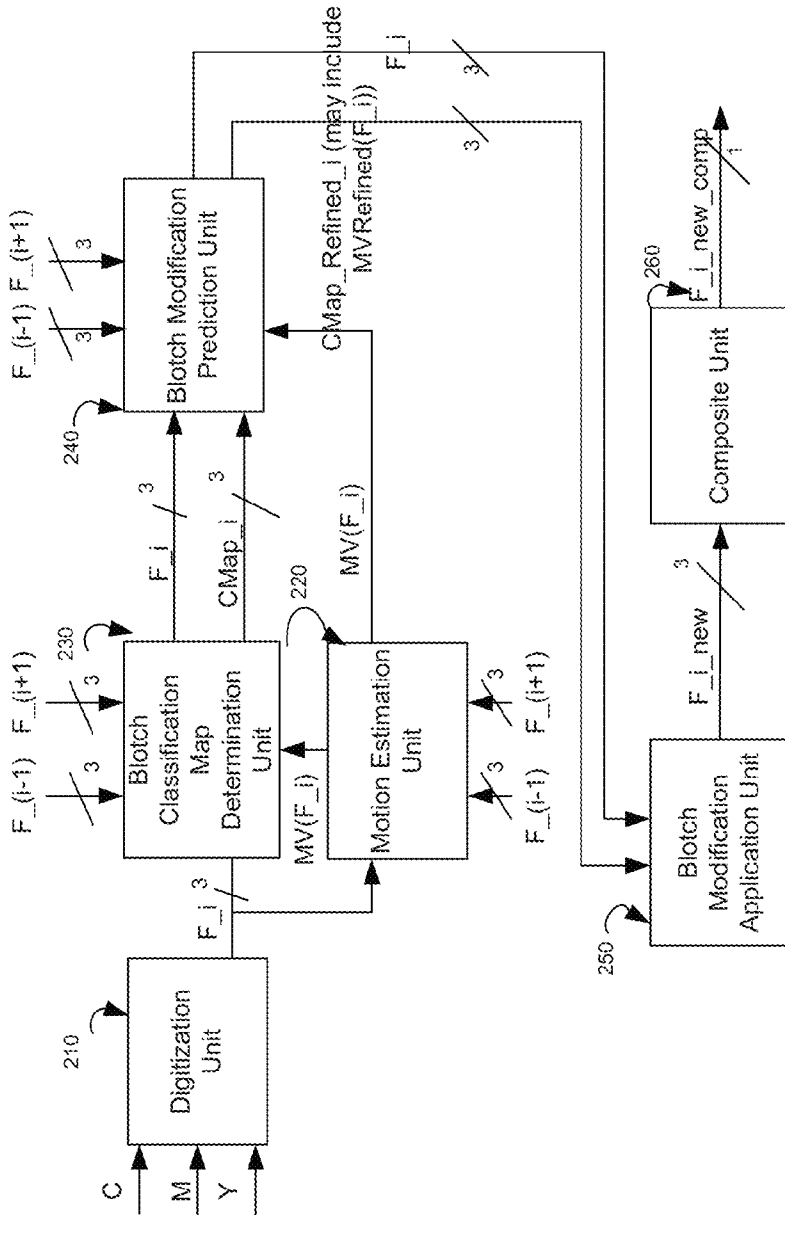 C
M
Y
210
Digitization
Unit
F_i
3
F_(i-1)
3
F_(i+1)
3
230
Blotch
Classification
Map
Determination
Unit
MV(F_i)
220
Motion Estimation
Unit
F_(i-1)
3
F_(i+1)
3
F_i
3
CMap_i
3
MV(F_i)
F_(i-1)
3
F_(i+1)
3
240
Blotch Modification
Prediction Unit
F_i
3
CMap_Refined_i (may include
MVRefined(F_i))
3
250
Blotch
Modification
Application Unit
F_i_new
3
260
Composite Unit
F_i_new_comp
1